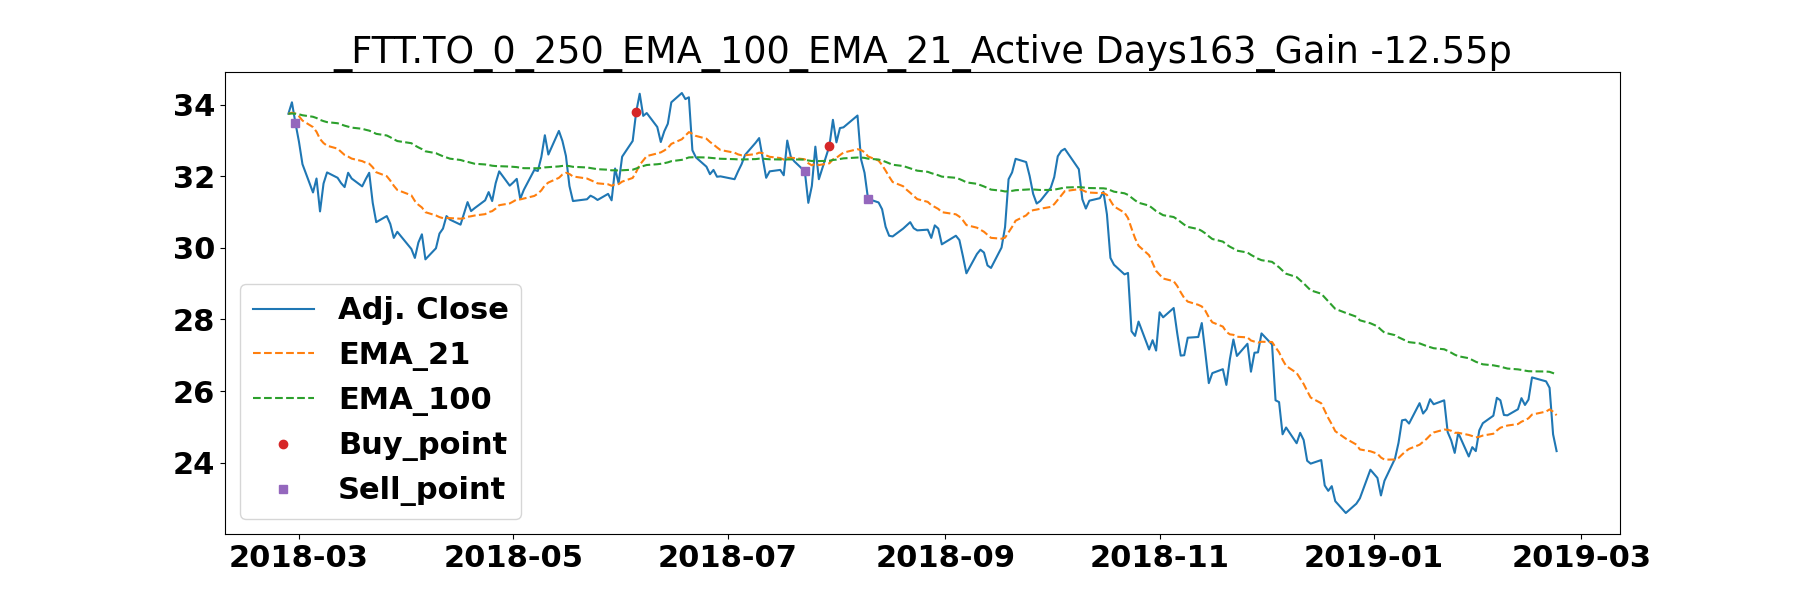 _FTT.TO_0_250_EMA_100_EMA_21_Active Days163_Gain -12.55p
34
32
30
28
26
24
Adj. Close
EMA_21
EMA_100
Buy_point
Sell_point
2018-03 2018-05 2018-07 2018-09 2018-11 2019-01 2019-03